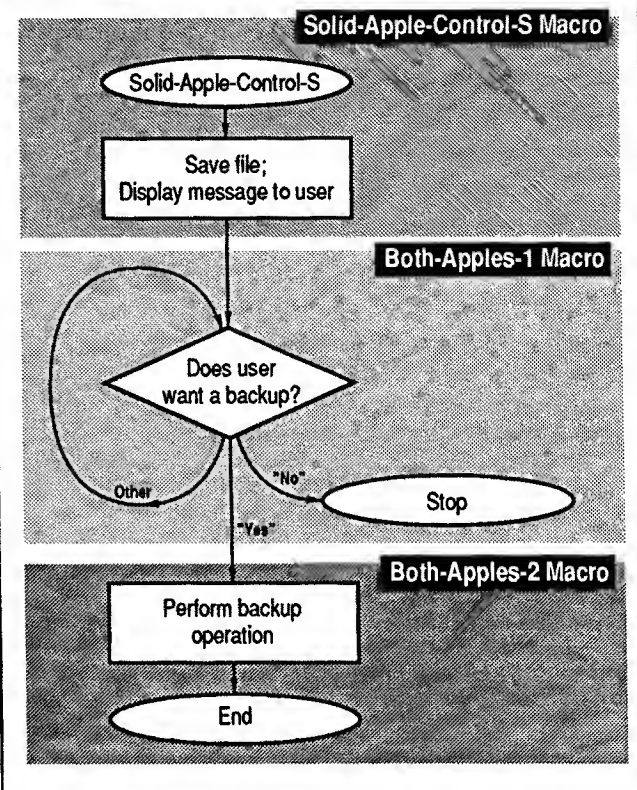 Solid-Apple-Control-S Macro
Solid-Apple-Control-S
Save file;
Display message to user
Both-Apples-1 Macro
Does user
want a backup?
Other
"No"
Stop
"Yes"
Both-Apples-2 Macro
Perform backup
operation
End